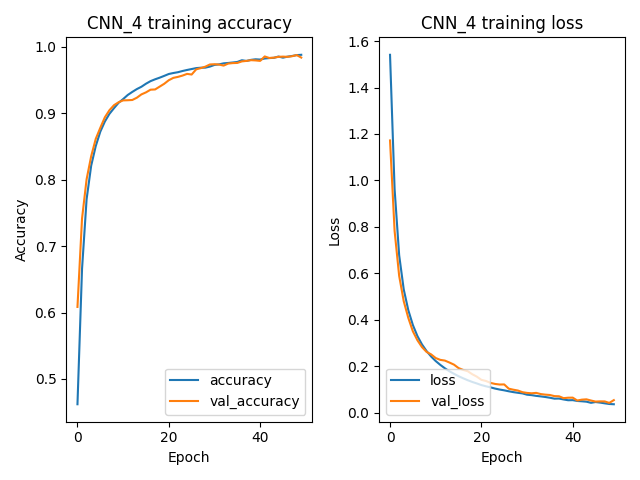 CNN_4 training accuracy
1.0
0.9
0.8
0.7
0.6
0.5
Accuracy
0
20
40
Epoch
accuracy
val_accuracy
CNN_4 training loss
1.6
1.4
1.2
1.0
0.8
0.6
0.4
0.2
0.0
Loss
0
20
40
Epoch
loss
val_loss